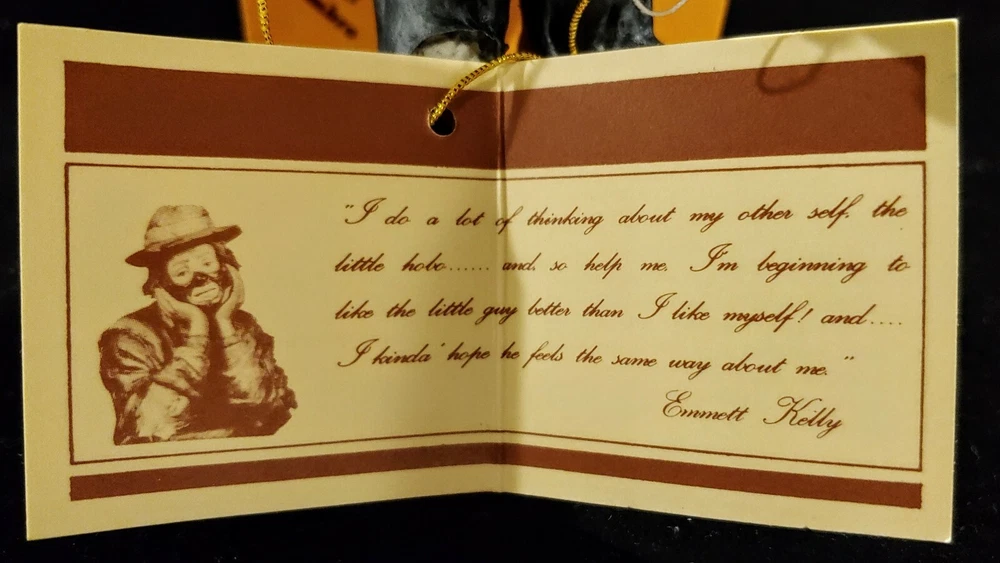 "I do a lot of thinking about my other self, the
little hobo...... and, so help me, I'm beginning to
like the little guy better than I like myself! and....
I kinda' hope he feels the same way about me."
Emmett Kelly